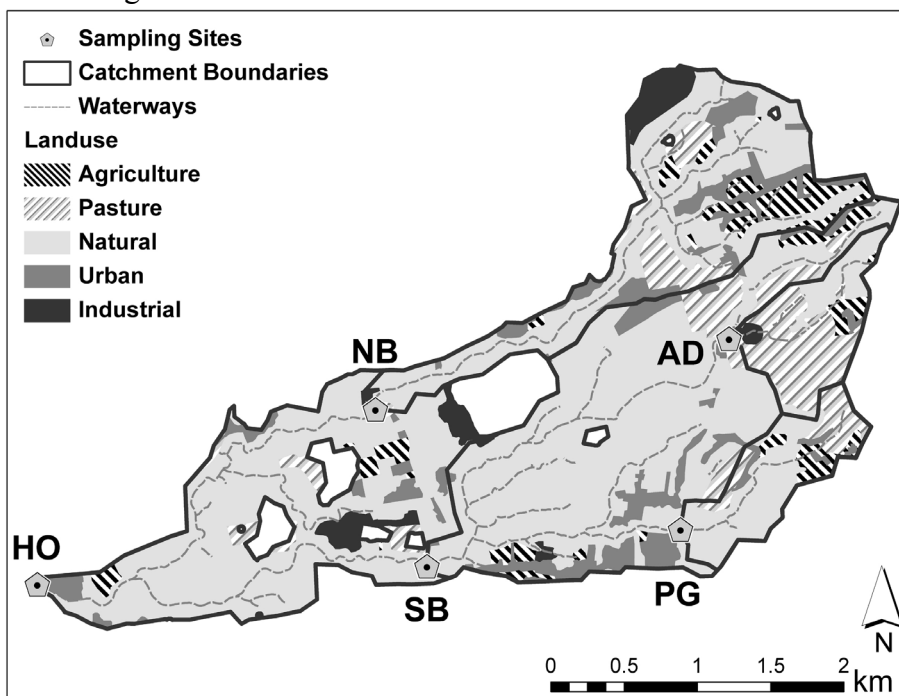 Sampling Sites
Catchment Boundaries
Waterways
Landuse
Agriculture
Pasture
Natural
Urban
Industrial
NB
AD
HO
SB
PG
N
0 0.5 1 1.5 2
km